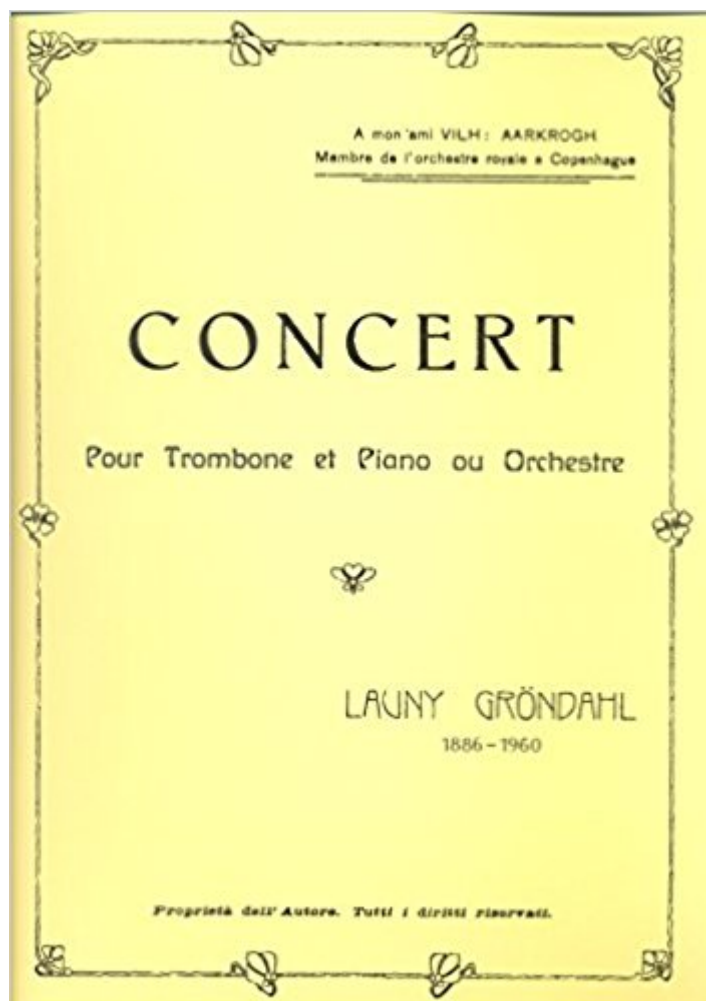 A mon 'ami VILH: AARKROGH
Membre de l'orchestre royale a Copenhague
CONCERT
Pour Trombone et Piano ou Orchestre
LAUNY GRÖNDAHL
1886-1960
Proprietà dell'Autore. Tutti i diritti riservati.